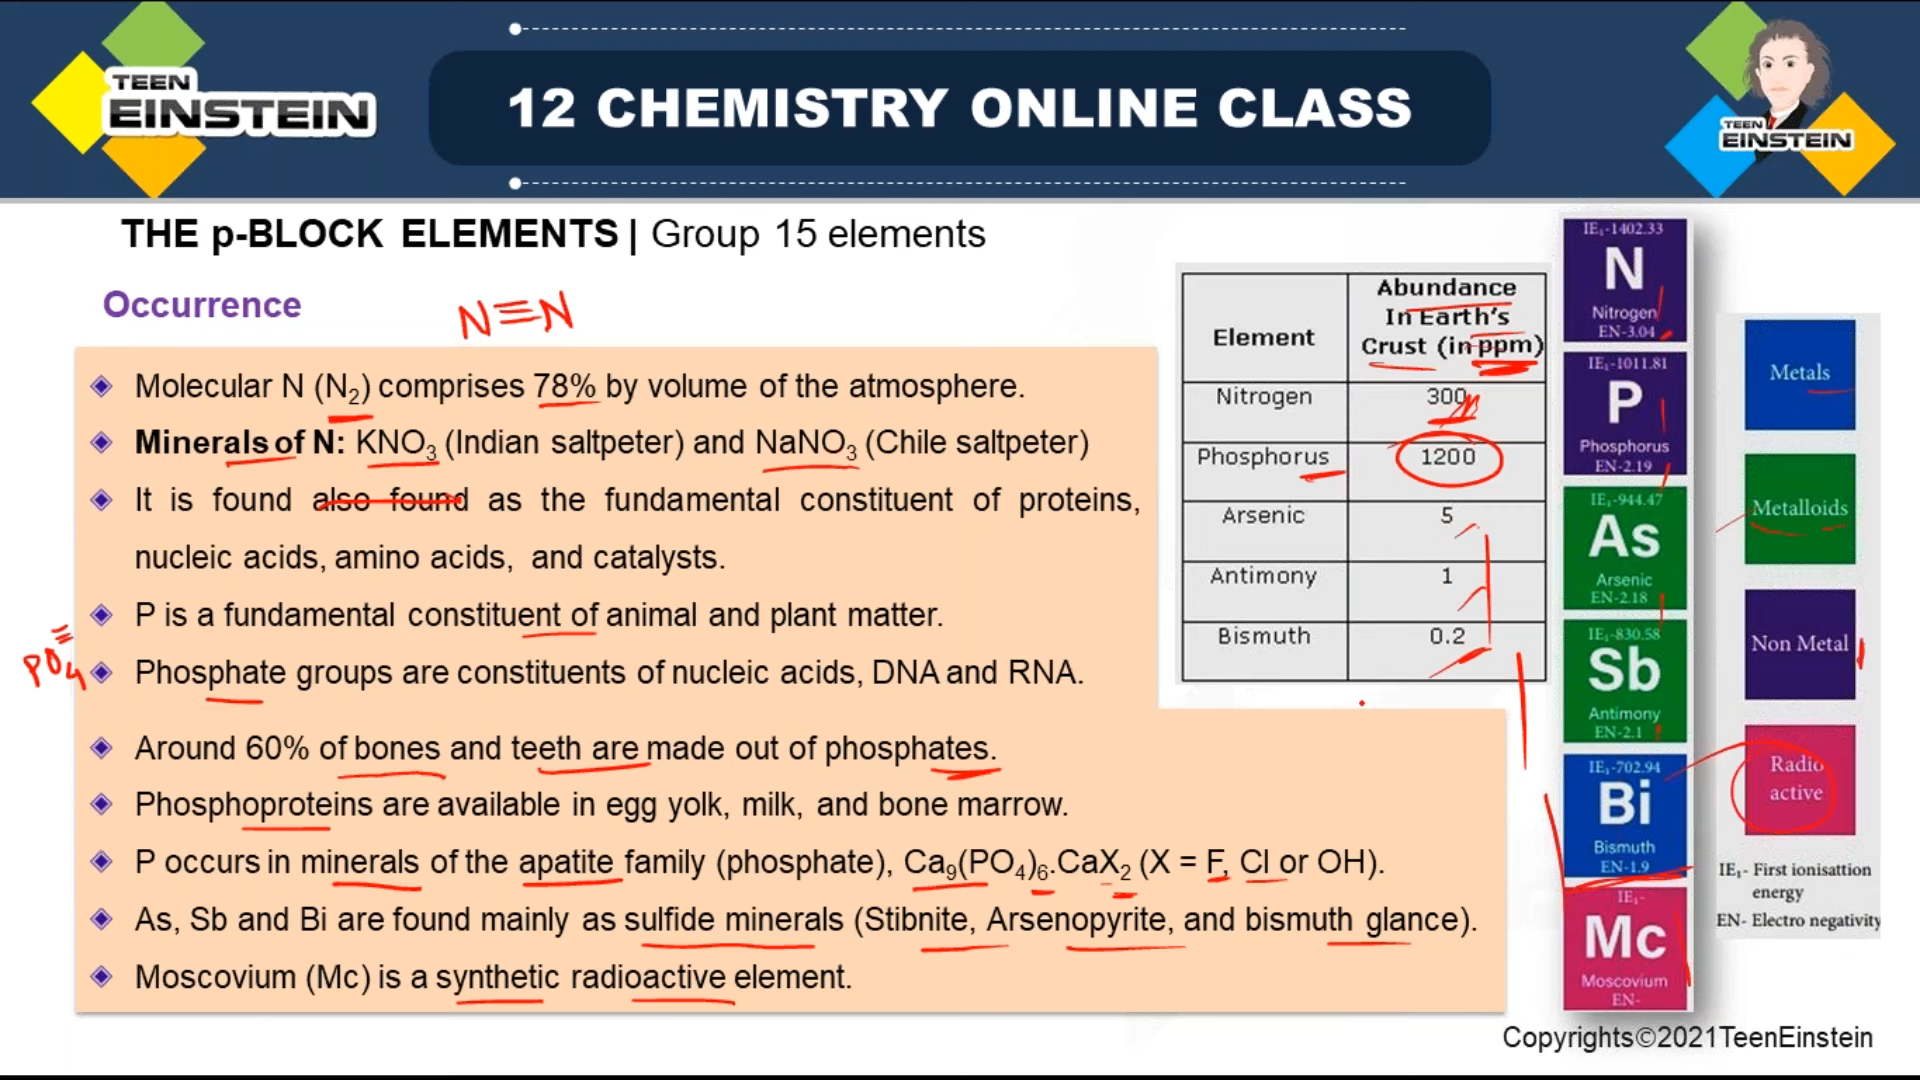 TEEN
EINSTEIN
12 CHEMISTRY ONLINE CLASS
TEEN
EINSTEIN
THE p-BLOCK ELEMENTS | Group 15 elements
Occurrence
N≡N
Molecular N (N₂) comprises 78% by volume of the atmosphere.
Minerals of N: KNO₃ (Indian saltpeter) and NaNO₃ (Chile saltpeter)
It is found also found as the fundamental constituent of proteins,
nucleic acids, amino acids, and catalysts.
P is a fundamental constituent of animal and plant matter.
PO₄
Phosphate groups are constituents of nucleic acids, DNA and RNA.
Around 60% of bones and teeth are made out of phosphates.
Phosphoproteins are available in egg yolk, milk, and bone marrow.
P occurs in minerals of the apatite family (phosphate), Ca₉(PO₄)₆.CaX₂ (X = F, Cl or OH).
As, Sb and Bi are found mainly as sulfide minerals (Stibnite, Arsenopyrite, and bismuth glance).
Moscovium (Mc) is a synthetic radioactive element.
Element
Abundance
In Earth's
Crust (in ppm)
Nitrogen 300
Phosphorus 1200
Arsenic 5
Antimony 1
Bismuth 0.2
IE₁-1402.33
N
Nitrogen
EN-3.04
IE₁-1011.81
P
Phosphorus
EN-2.19
IE₁-944.47
As
Arsenic
EN-2.18
IE₁-830.58
Sb
Antimony
EN-2.1
IE₁-702.94
Bi
Bismuth
EN-1.9
IE₁-
Mc
Moscovium
EN-
Metals
Metalloids
Non Metal
Radio
active
IE₁- First ionisattion
energy
EN- Electro negativity
Copyrights©2021TeenEinstein